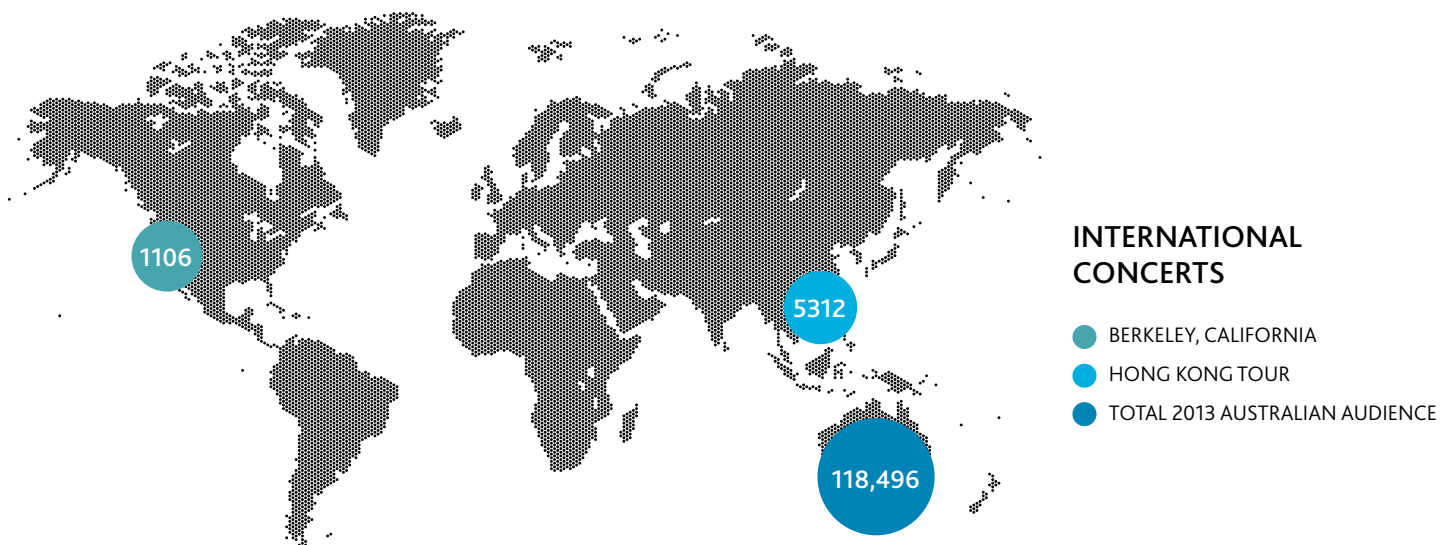 1106
5312
118,496
INTERNATIONAL
CONCERTS
BERKELEY, CALIFORNIA
HONG KONG TOUR
TOTAL 2013 AUSTRALIAN AUDIENCE